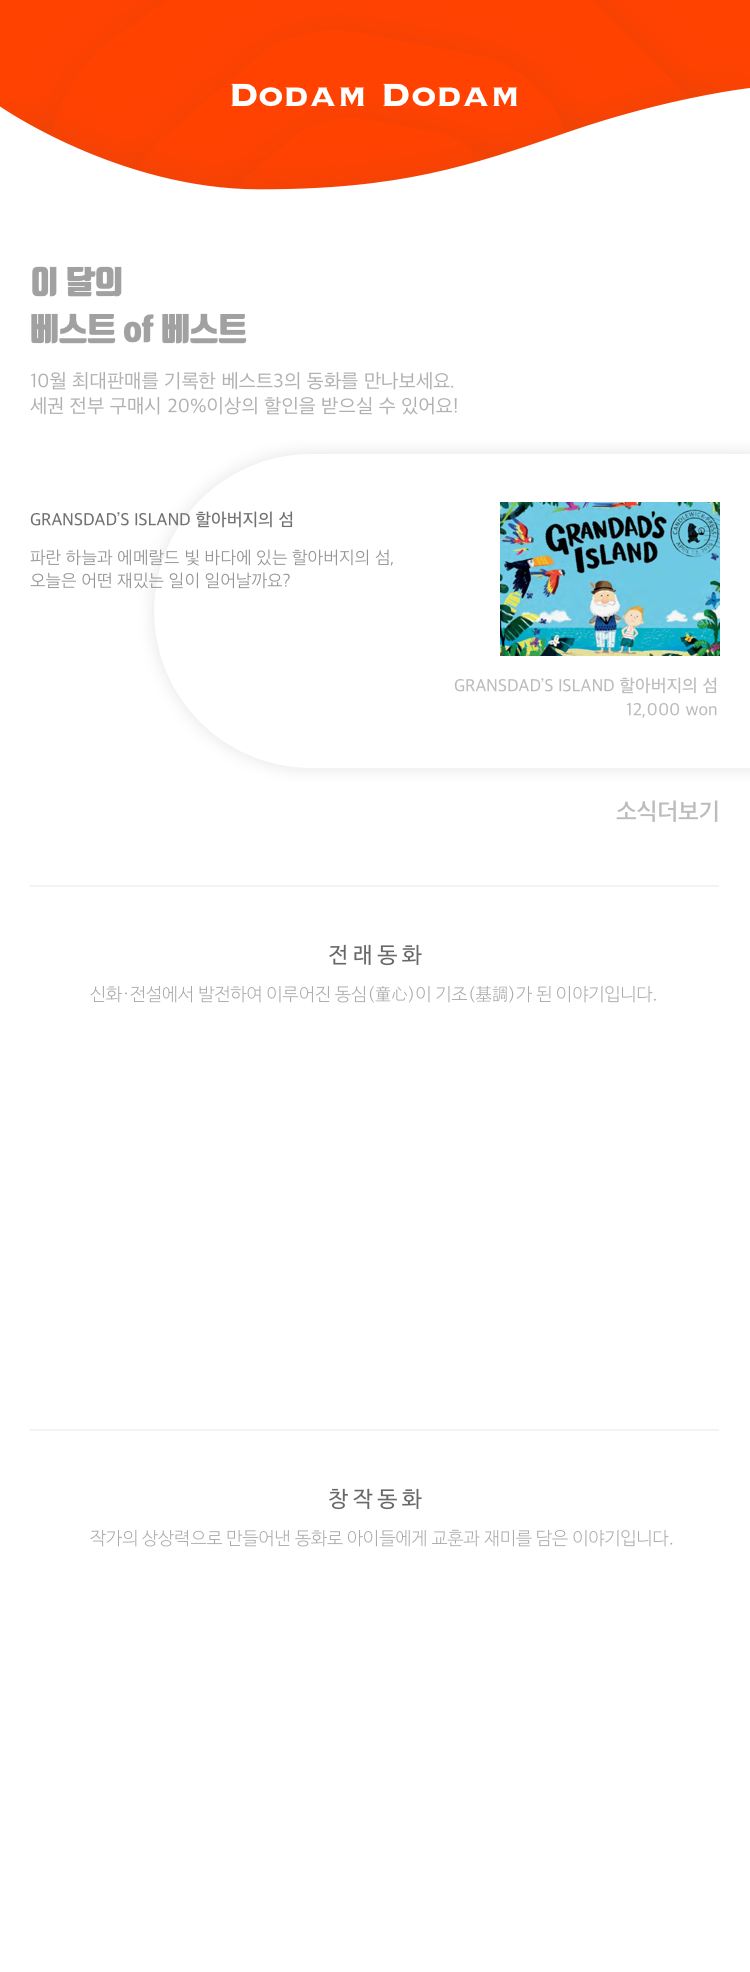 DODAM DODAM
이 달의
베스트 of 베스트
10월 최대판매를 기록한 베스트3의 동화를 만나보세요.
세권 전부 구매시 20%이상의 할인을 받으실 수 있어요!
GRANSDAD'S ISLAND 할아버지의 섬
파란 하늘과 에메랄드 빛 바다에 있는 할아버지의 섬,
오늘은 어떤 재밌는 일이 일어날까요?
GRANDAD'S
ISLAND
GRANSDAD'S ISLAND 할아버지의 섬
12,000 won
소식더보기
전래동화
신화·전설에서 발전하여 이루어진 동심(童心)이 기조(基調)가 된 이야기입니다.
창작동화
작가의 상상력으로 만들어낸 동화로 아이들에게 교훈과 재미를 담은 이야기입니다.